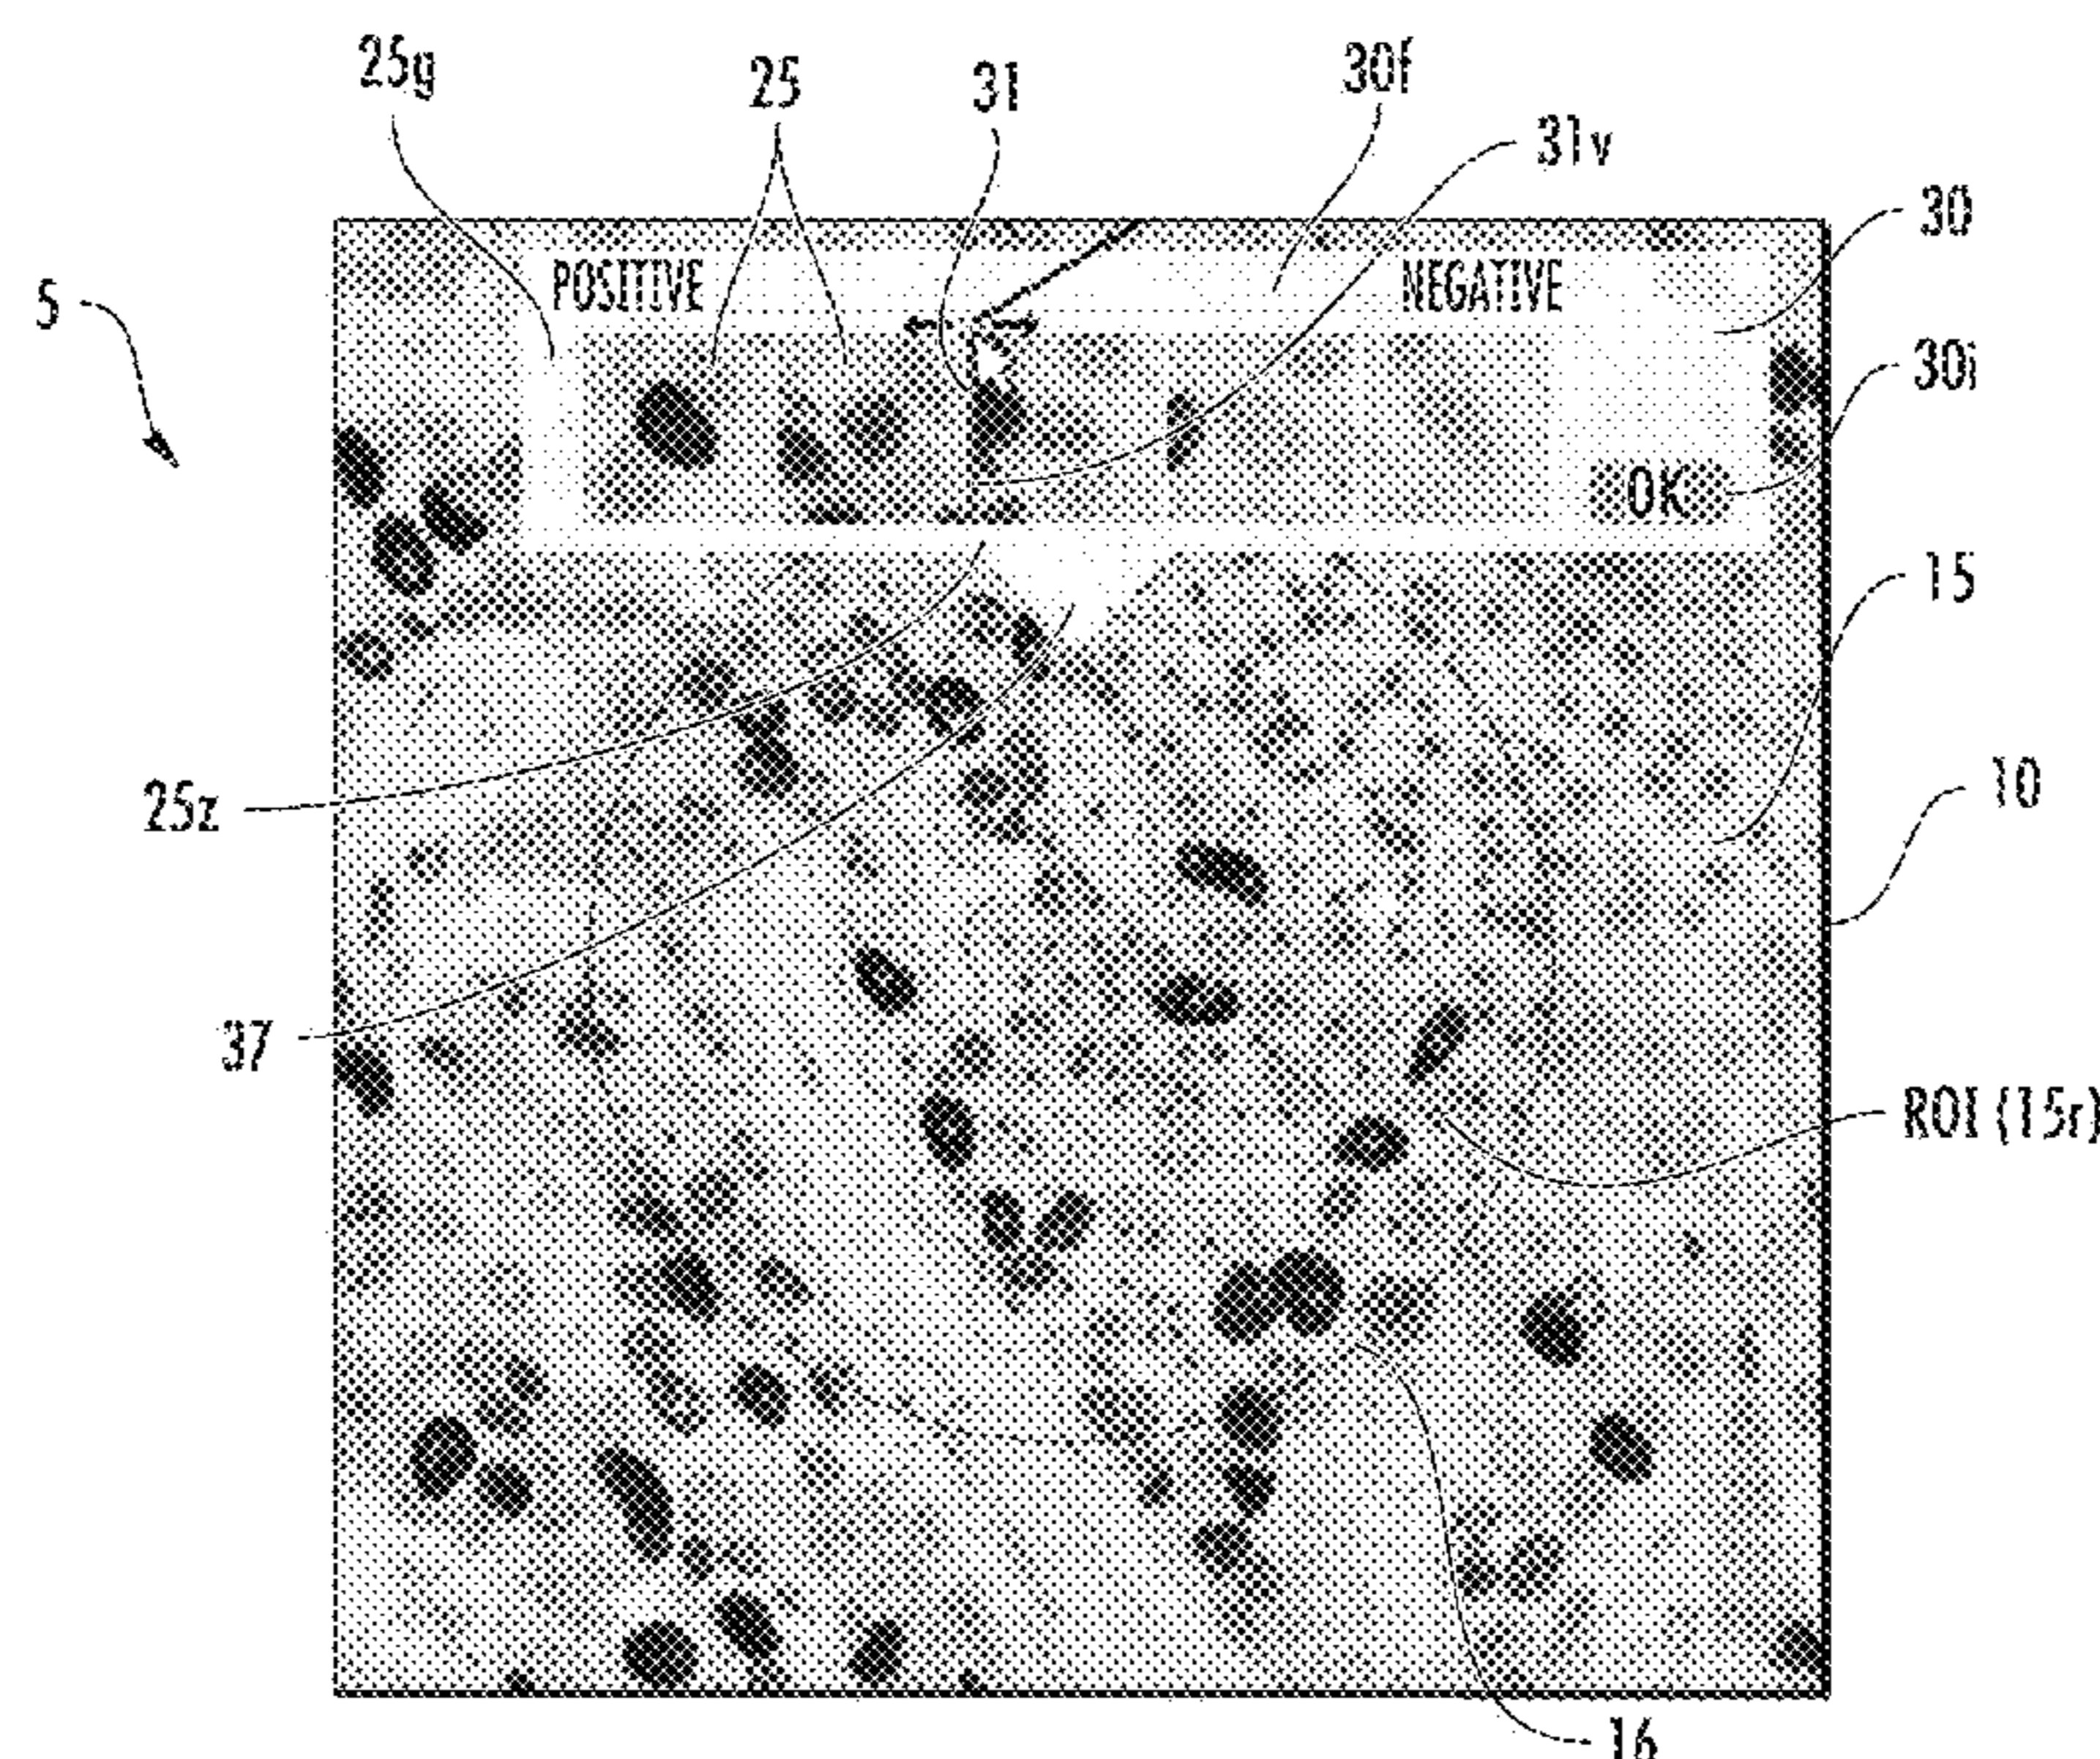 25g
25
31
30f
31v
30
5
POSITIVE
NEGATIVE
30i
OK
15
25z
10
37
ROI (15r)
16